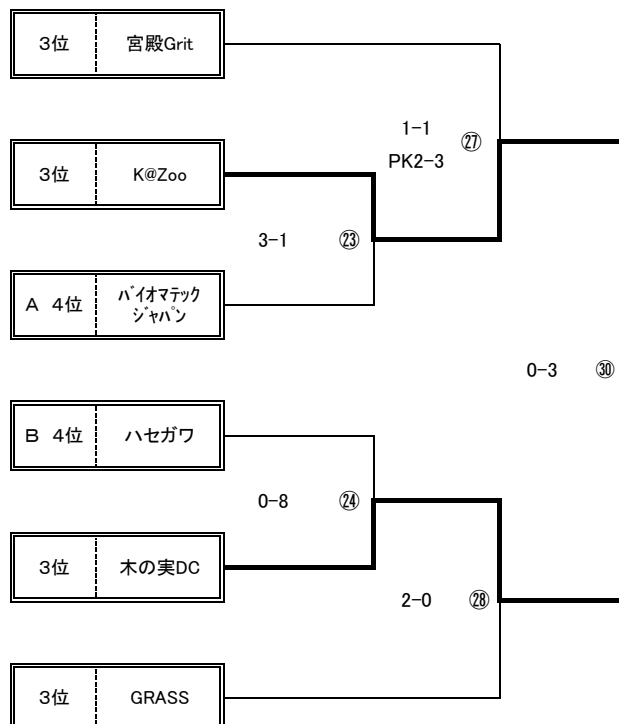 3位 宮殿Grit
1-1 ㉗
PK2-3
3位 K@Zoo
3-1 ㉓
A 4位 バイオマテック
ジャパン
0-3 ㉚
B 4位 ハセガワ
0-8 ㉔
3位 木の実DC
2-0 ㉘
3位 GRASS